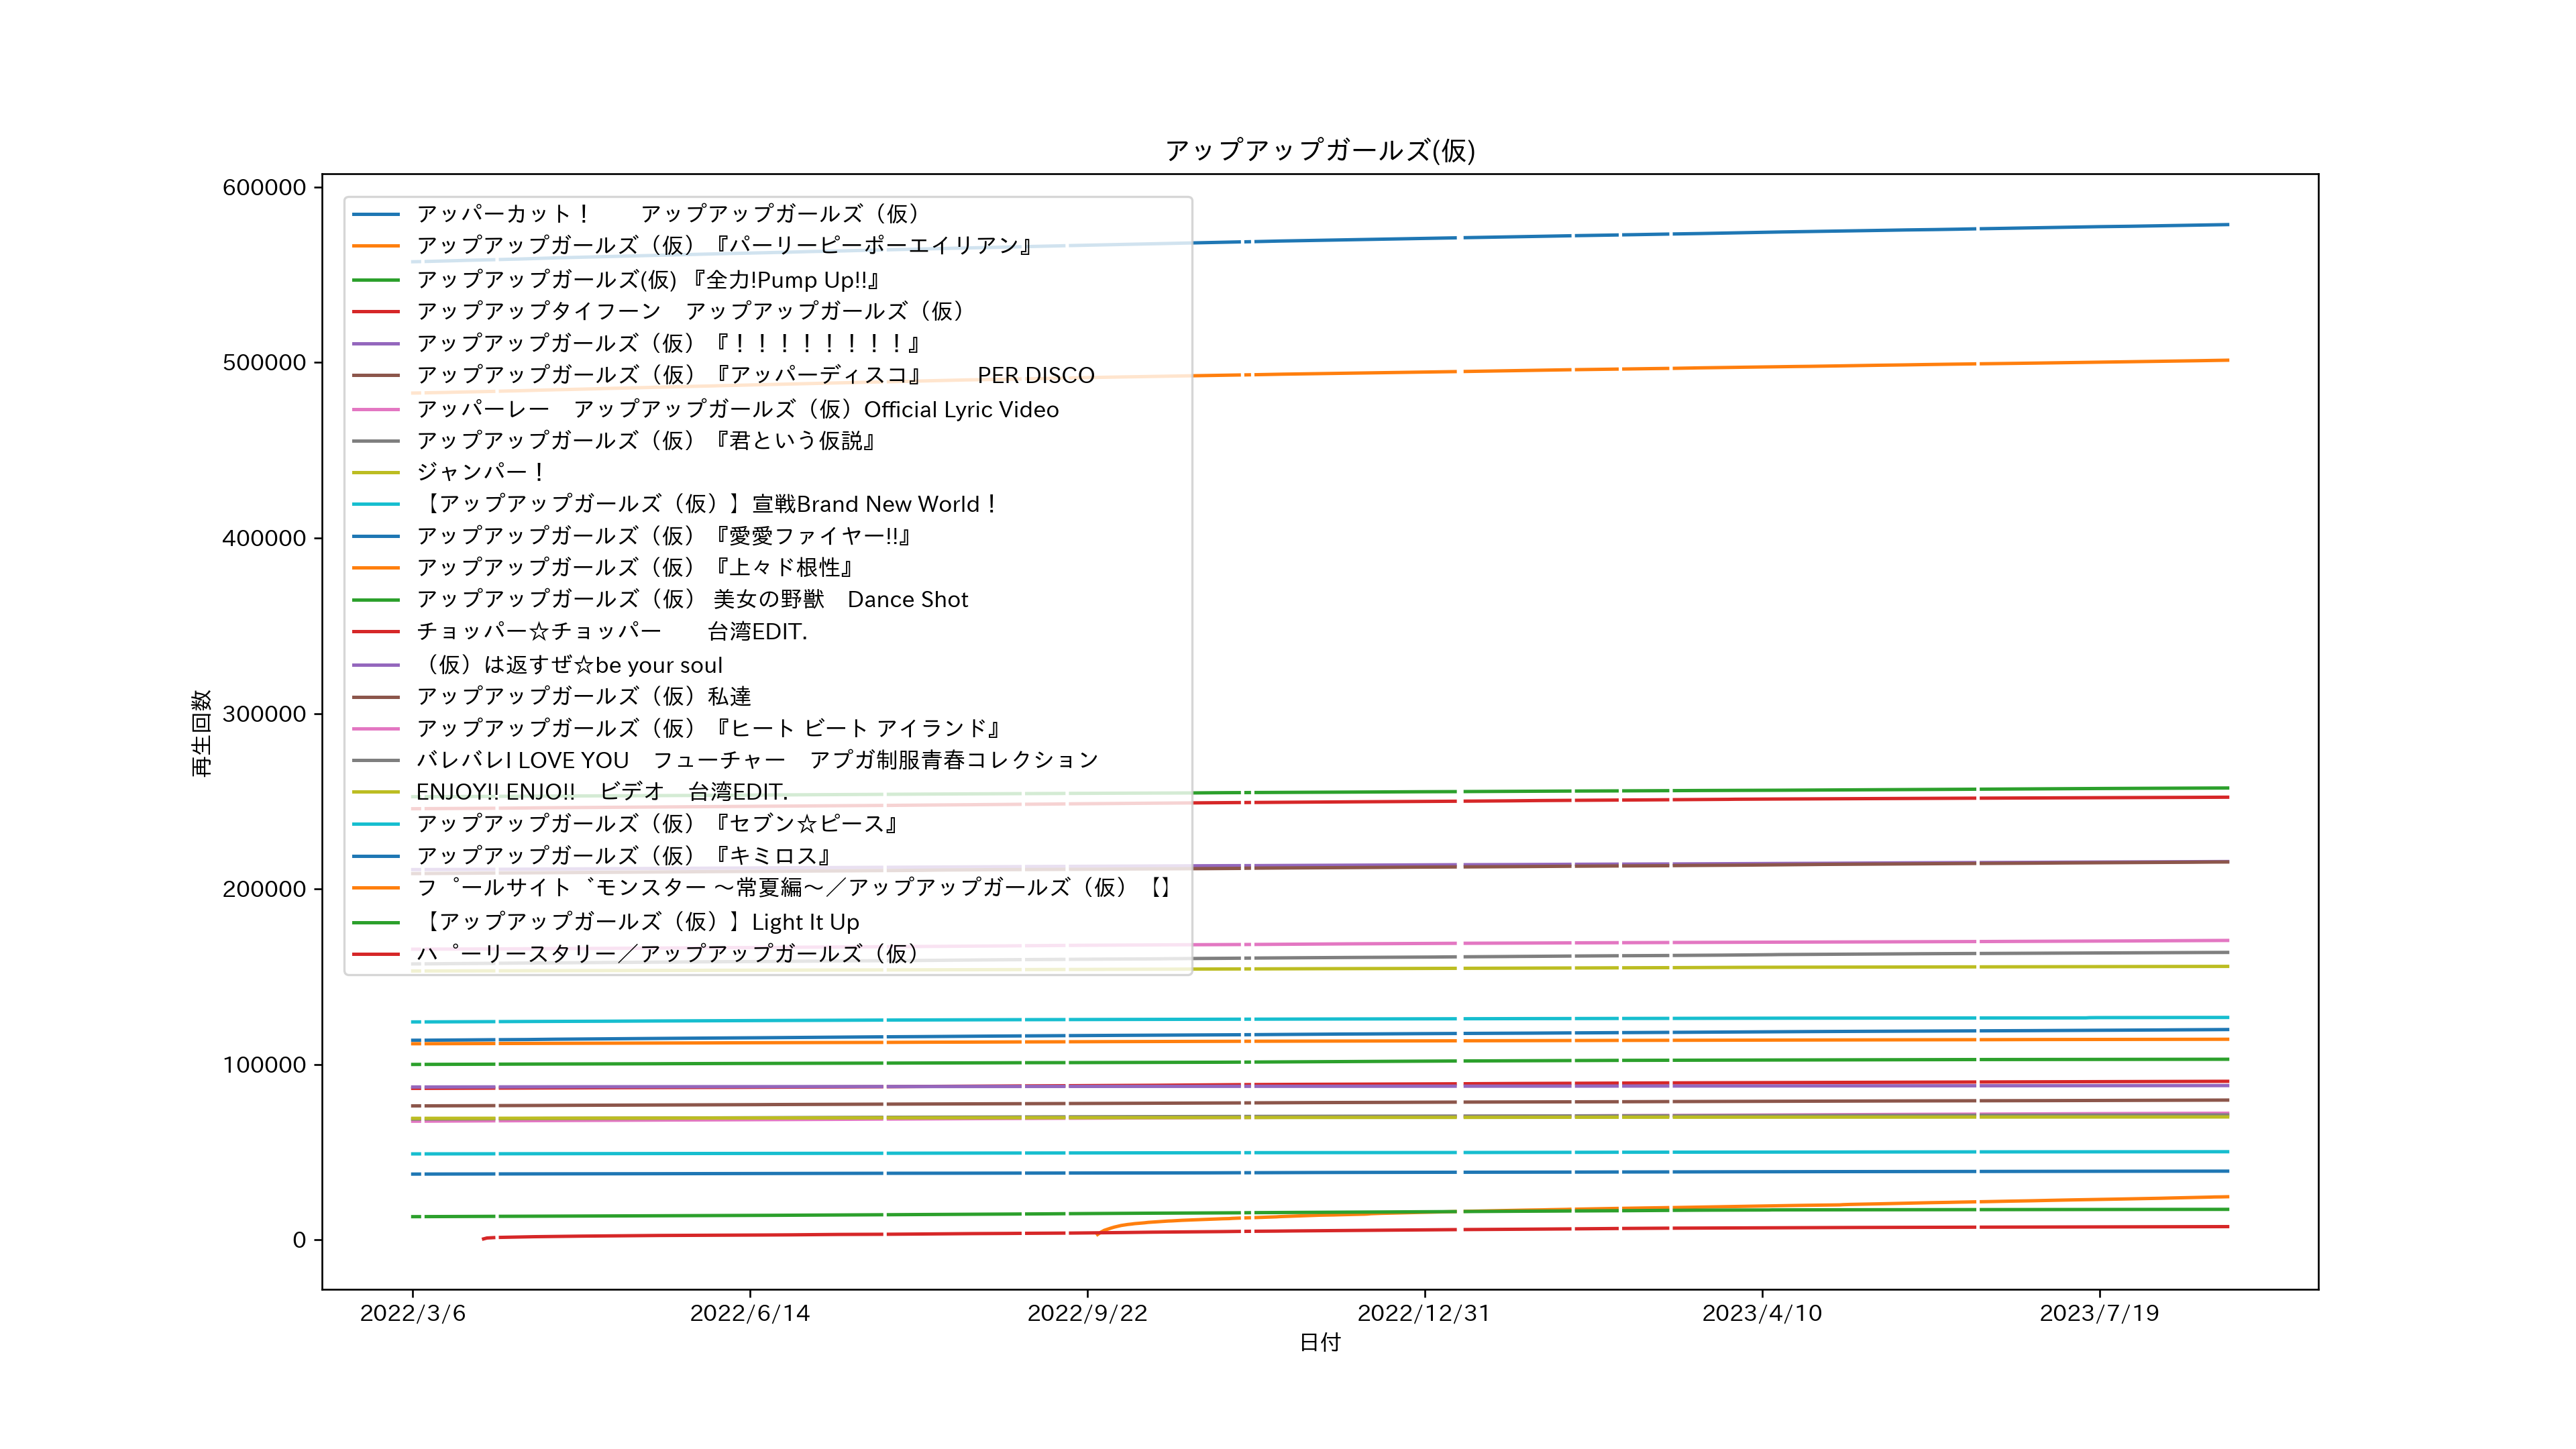 アップアップガールズ(仮)
600000
500000
400000
300000
200000
100000
0
再生回数
アッパーカット！　　アップアップガールズ（仮）
アップアップガールズ（仮）『パーリーピーポーエイリアン』
アップアップガールズ(仮) 『全力!Pump Up!!』
アップアップタイフーン　アップアップガールズ（仮）
アップアップガールズ（仮）『！！！！！！！！』
アップアップガールズ（仮）『アッパーディスコ』　　PER DISCO
アッパーレー　アップアップガールズ（仮）Official Lyric Video
アップアップガールズ（仮）『君という仮説』
ジャンパー！
【アップアップガールズ（仮）】宣戦Brand New World！
アップアップガールズ（仮）『愛愛ファイヤー!!』
アップアップガールズ（仮）『上々ド根性』
アップアップガールズ（仮） 美女の野獣　Dance Shot
チョッパー☆チョッパー　　台湾EDIT.
（仮）は返すぜ☆be your soul
アップアップガールズ（仮）私達
アップアップガールズ（仮）『ヒート ビート アイランド』
バレバレI LOVE YOU　フューチャー　アプガ制服青春コレクション
ENJOY!! ENJO!!　ビデオ　台湾EDIT.
アップアップガールズ（仮）『セブン☆ピース』
アップアップガールズ（仮）『キミロス』
フ゜ールサイト゛モンスター ～常夏編～／アップアップガールズ（仮）【】
【アップアップガールズ（仮）】Light It Up
ハ゜ーリースタリー／アップアップガールズ（仮）
2022/3/6
2022/6/14
2022/9/22
2022/12/31
2023/4/10
2023/7/19
日付